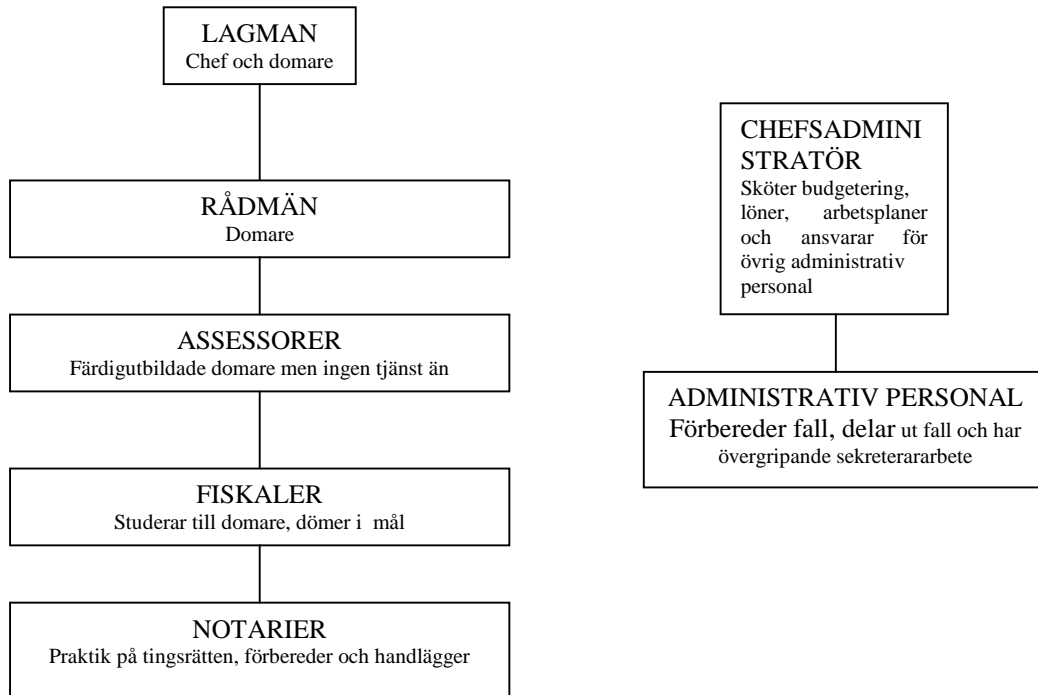 LAGMAN
Chef och domare
RÅDMÄN
Domare
ASSESSORER
Färdigutbildade domare men ingen tjänst än
FISKALER
Studerar till domare, dömer i mål
NOTARIER
Praktik på tingsrätten, förbereder och handlägger
CHEFSADMINI
STRATÖR
Sköter budgetering,
löner, arbetsplaner
och ansvarar för
övrig administrativ
personal
ADMINISTRATIV PERSONAL
Förbereder fall, delar ut fall och har
övergripande sekreterararbete